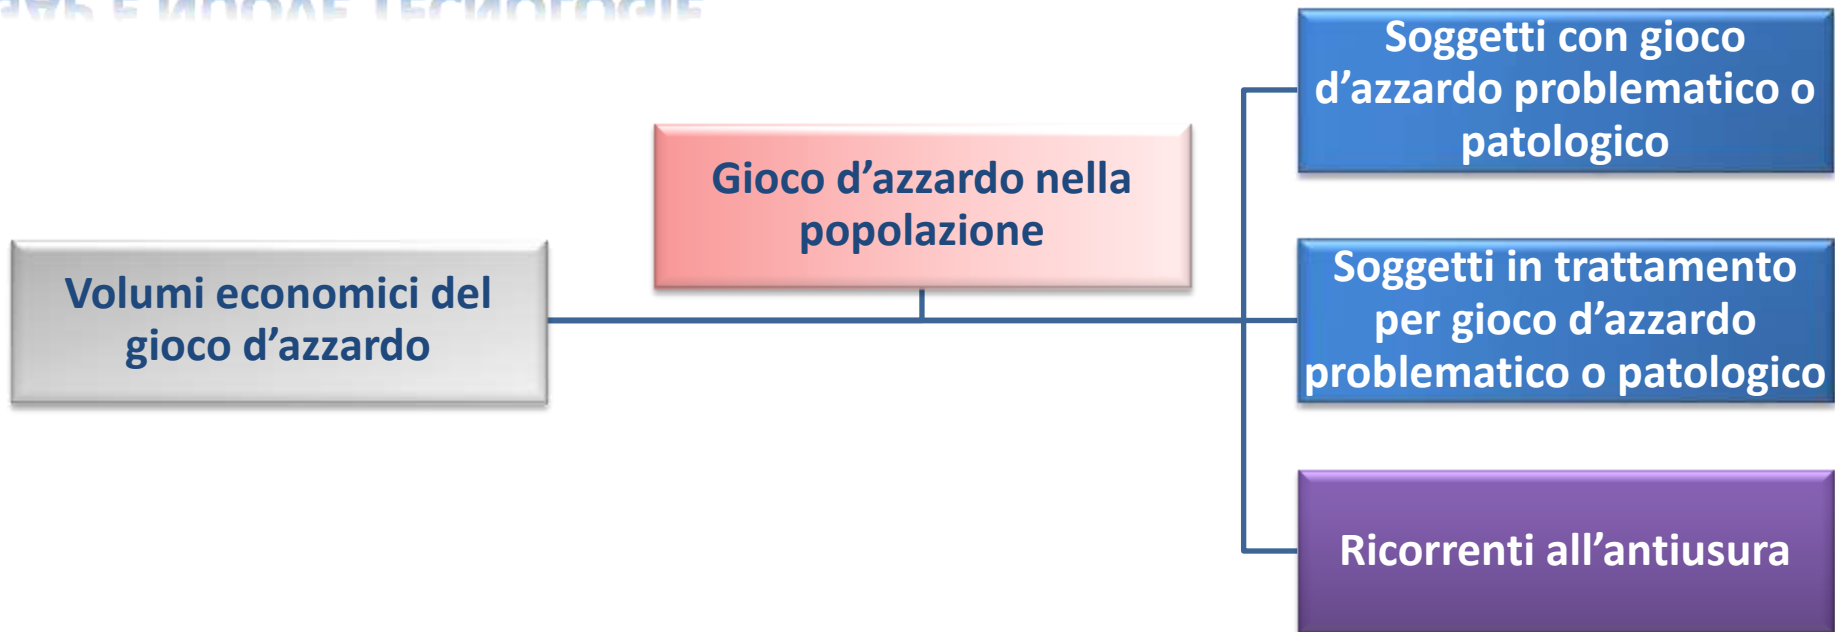 Volumi economici del
gioco d’azzardo
Gioco d’azzardo nella
popolazione
Soggetti con gioco
d’azzardo problematico o
patologico
Soggetti in trattamento
per gioco d’azzardo
problematico o patologico
Ricorrenti all’antiusura